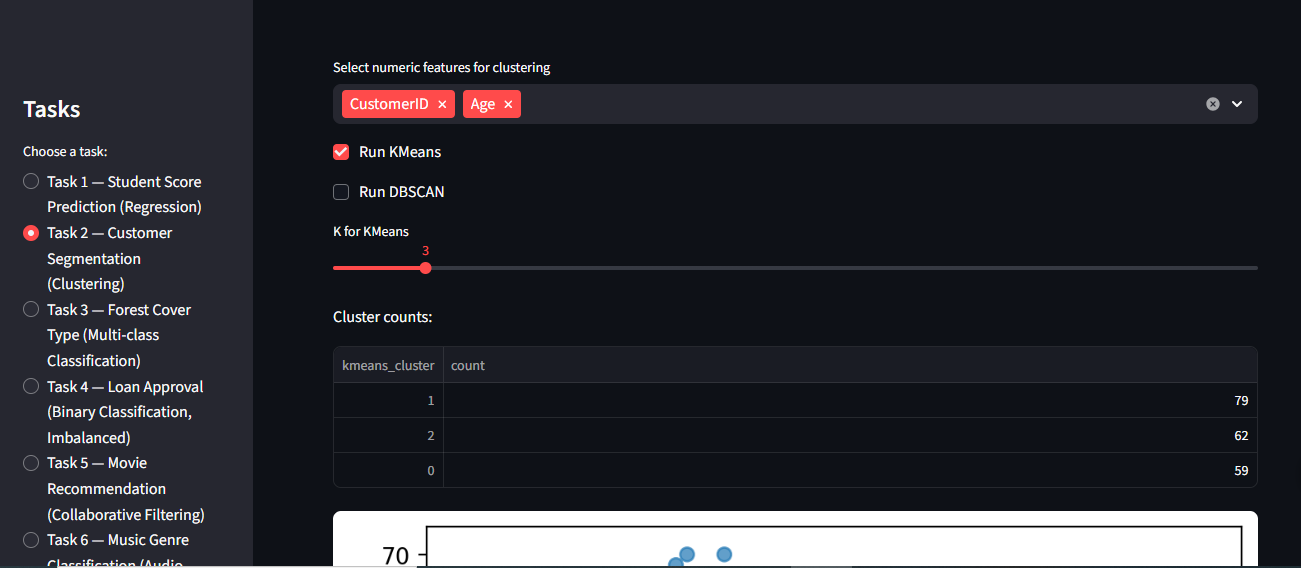 Tasks
Choose a task:
Task 1 — Student Score
Prediction (Regression)
Task 2 — Customer
Segmentation
(Clustering)
Task 3 — Forest Cover
Type (Multi-class
Classification)
Task 4 — Loan Approval
(Binary Classification,
Imbalanced)
Task 5 — Movie
Recommendation
(Collaborative Filtering)
Task 6 — Music Genre
Classification (Audio
Select numeric features for clustering
CustomerID
Age
Run KMeans
Run DBSCAN
K for KMeans
3
Cluster counts:
kmeans_cluster count
1 79
2 62
0 59
70